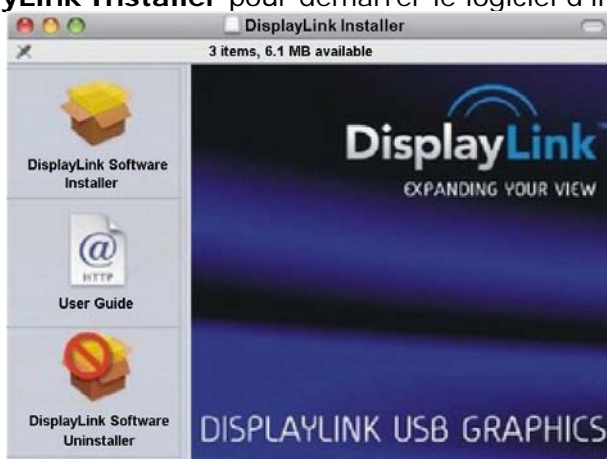 yLink Installer pour démarrer le logiciel d'i
DisplayLink Installer
3 items, 6.1 MB available
DisplayLink Software
Installer
HTTP
User Guide
DisplayLink Software
Uninstaller
DisplayLink™
EXPANDING YOUR VIEW
DISPLAYLINK USB GRAPHICS